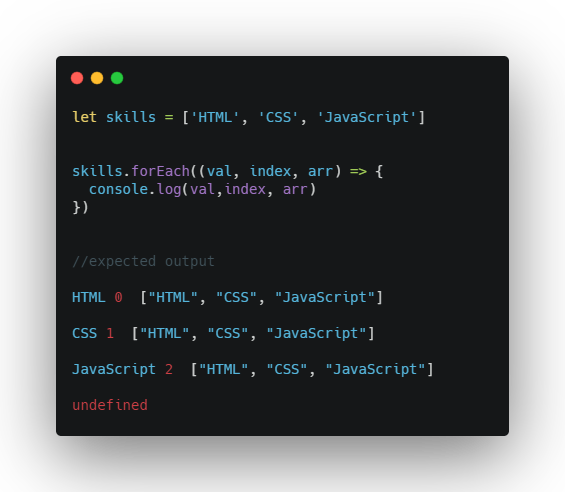 let skills = ['HTML', 'CSS', 'JavaScript']
skills.forEach((val, index, arr) => {
  console.log(val,index, arr)
})
//expected output
HTML 0  ["HTML", "CSS", "JavaScript"]
CSS 1  ["HTML", "CSS", "JavaScript"]
JavaScript 2  ["HTML", "CSS", "JavaScript"]
undefined